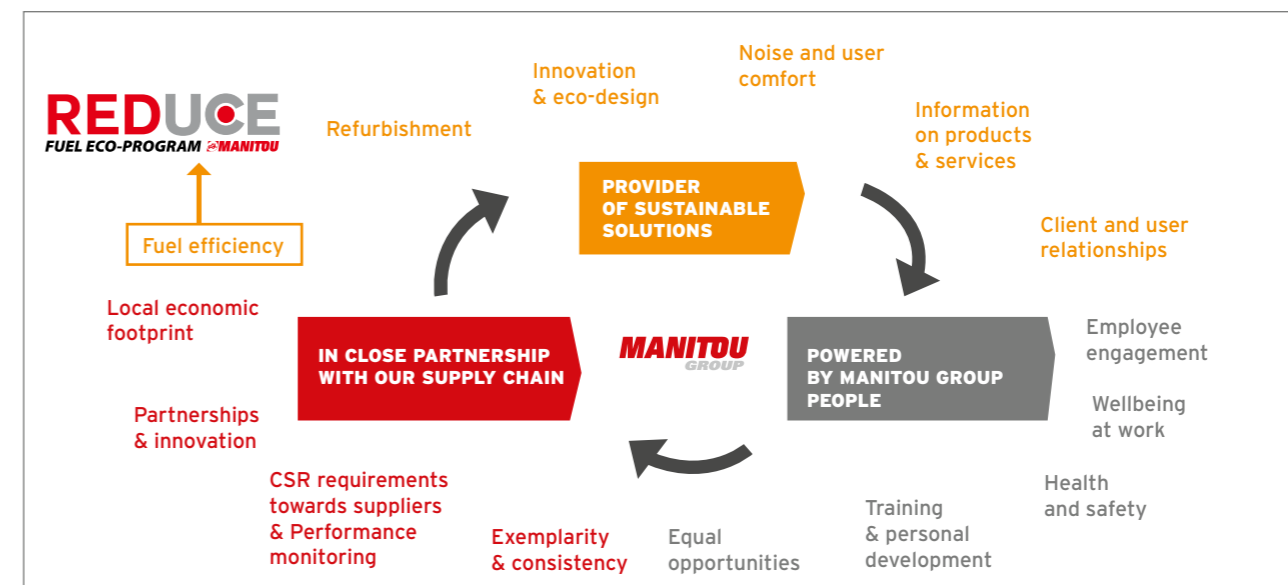 REDUCE
FUEL ECO-PROGRAM MANITOU
Fuel efficiency
Refurbishment
Innovation
& eco-design
Noise and user
comfort
Information
on products
& services
Client and user
relationships
PROVIDER
OF SUSTAINABLE
SOLUTIONS
Local economic
footprint
IN CLOSE PARTNERSHIP
WITH OUR SUPPLY CHAIN
MANITOU
GROUP
POWERED
BY MANITOU GROUP
PEOPLE
Employee
engagement
Wellbeing
at work
Health
and safety
Training
& personal
development
Equal
opportunities
Exemplarity
& consistency
CSR requirements
towards suppliers
& Performance
monitoring
Partnerships
& innovation